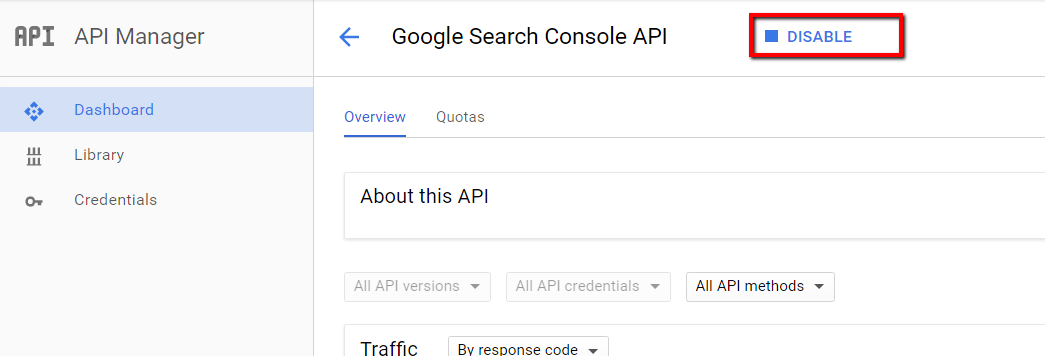 API API Manager
Google Search Console API
DISABLE
Dashboard
Library
Credentials
Overview Quotas
About this API
All API versions All API credentials All API methods
Traffic By response code